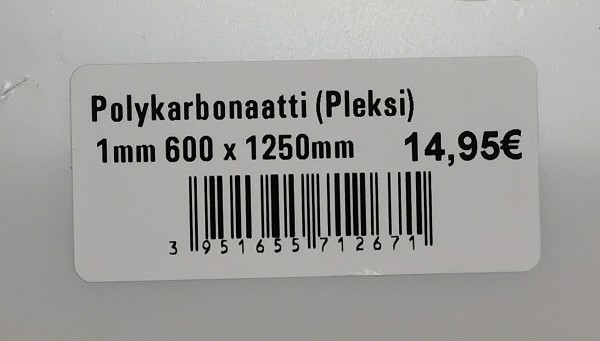 Polykarbonaatti (Pleksi)
1mm 600 x 1250mm 14,95€
3 951655 712671